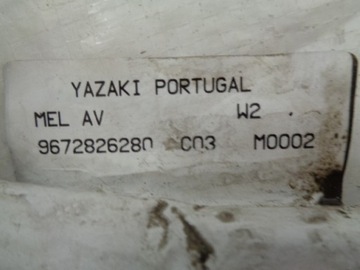 YAZAKI PORTUGAL
MEL AV W2 .
9672826280 C03 M0002